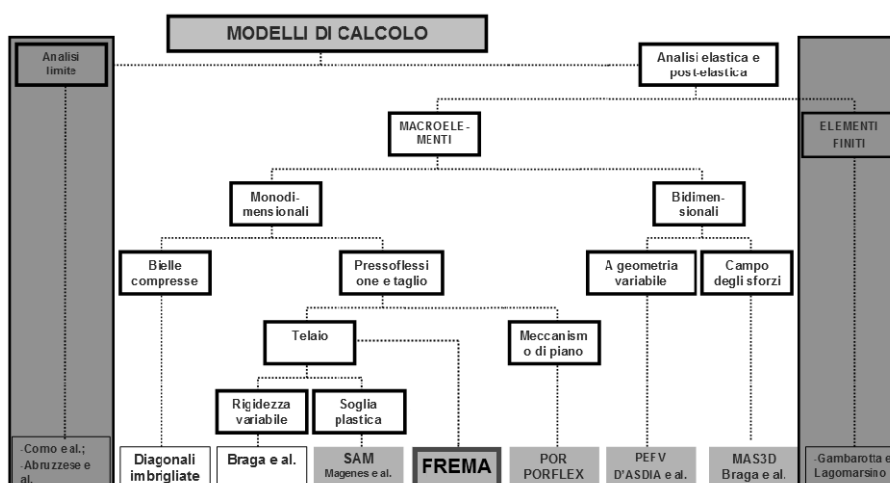 MODELLI DI CALCOLO
Analisi
limite
Analisi elastica e
post-elastica
MACROELE-
MENTI
ELEMENTI
FINITI
Monodi-
mensionali
Bidimen-
sionali
Bielle
compresse
Pressoflessi
one e taglio
A geometria
variabile
Campo
degli sforzi
Telaio
Meccanism
o di piano
Rigidezza
variabile
Soglia
plastica
-Como e al.;
-Abruzzese e
al.
Diagonali
imbrigliate
Braga e al.
SAM
Magenes e al.
FREMA
POR
PORFLEX
PEFV
D'ASDIA e al.
MAS3D
Braga e al.
-Gambarotta e
Lagomarsino